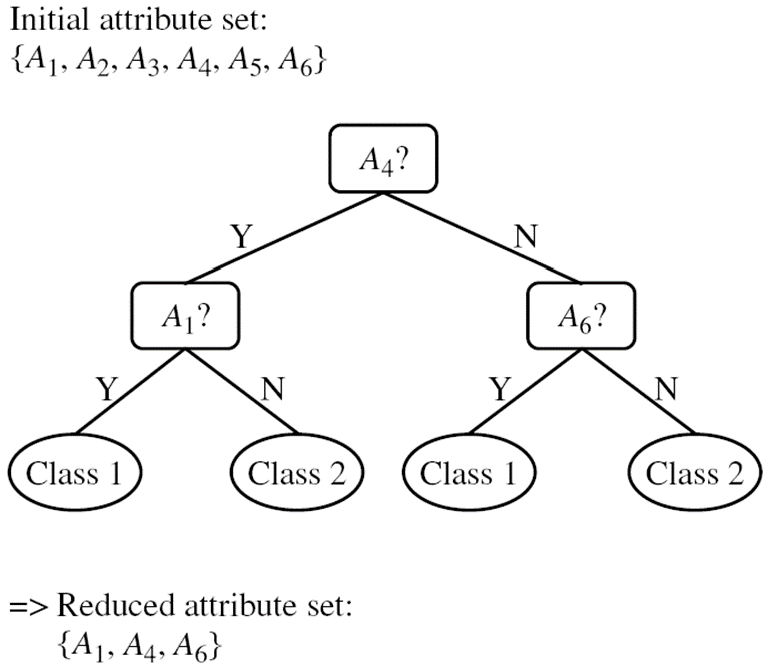 Initial attribute set:
{A₁, A₂, A₃, A₄, A₅, A₆}
A₄?
Y
N
A₁?
A₆?
Y
N
Y
N
Class 1
Class 2
Class 1
Class 2
=> Reduced attribute set:
{A₁, A₄, A₆}